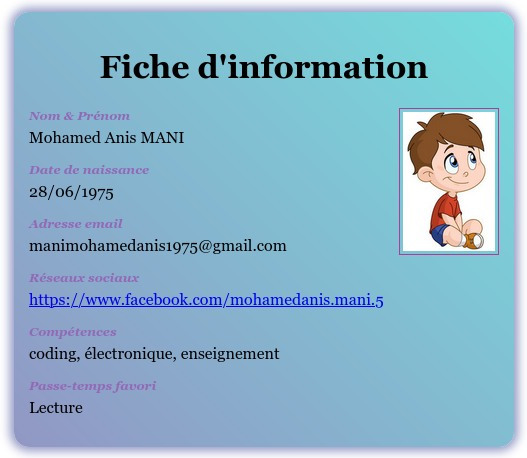 Fiche d'information
Nom & Prénom
Mohamed Anis MANI
Date de naissance
28/06/1975
Adresse email
manimohamedanis1975@gmail.com
Réseaux sociaux
https://www.facebook.com/mohamedanis.mani.5
Compétences
coding, électronique, enseignement
Passe-temps favori
Lecture